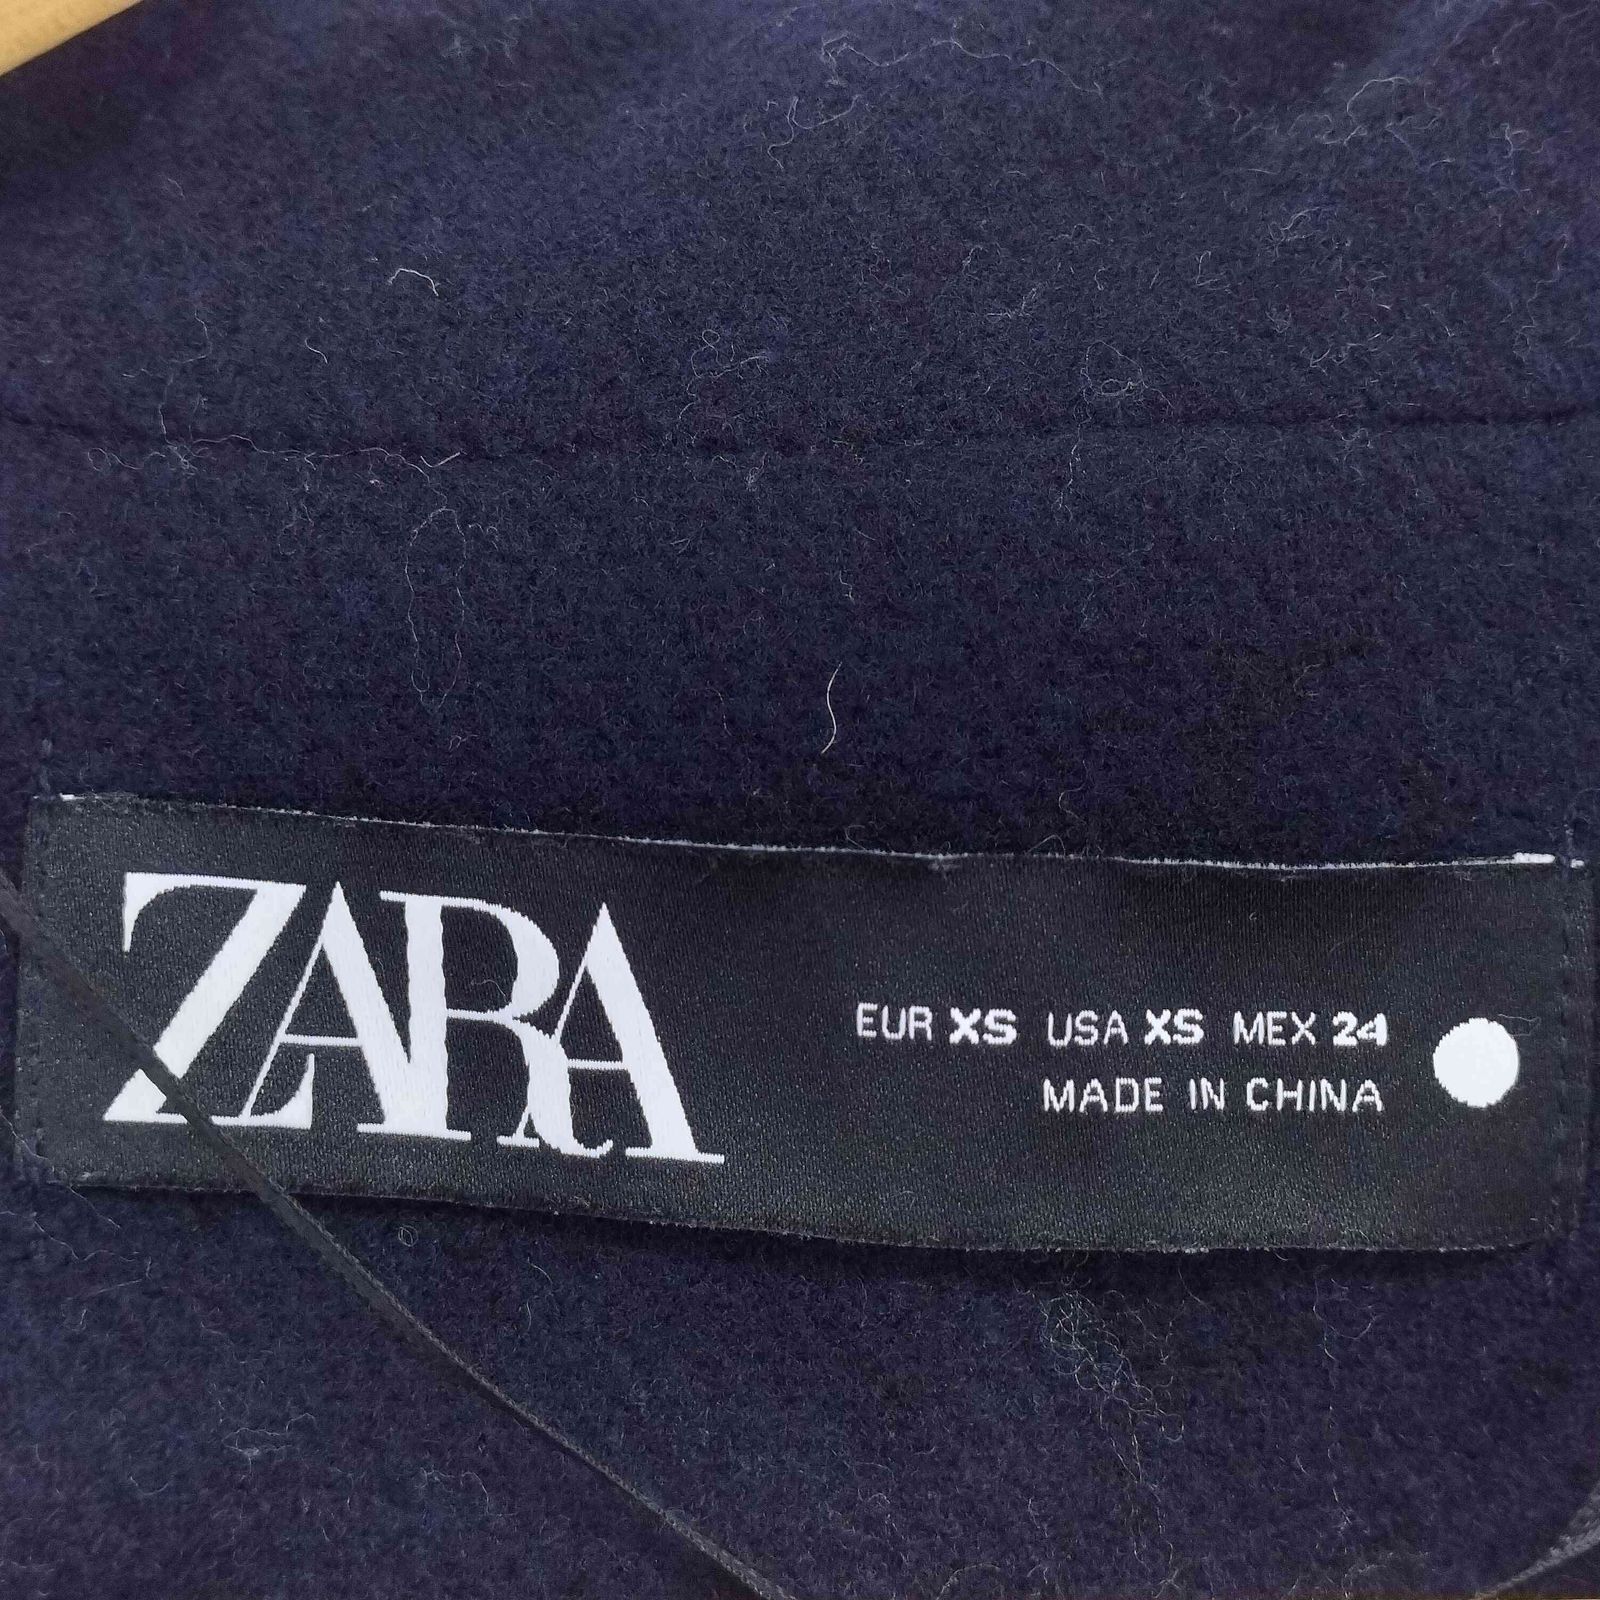 ZARA
EUR XS USA XS MEX 24
MADE IN CHINA